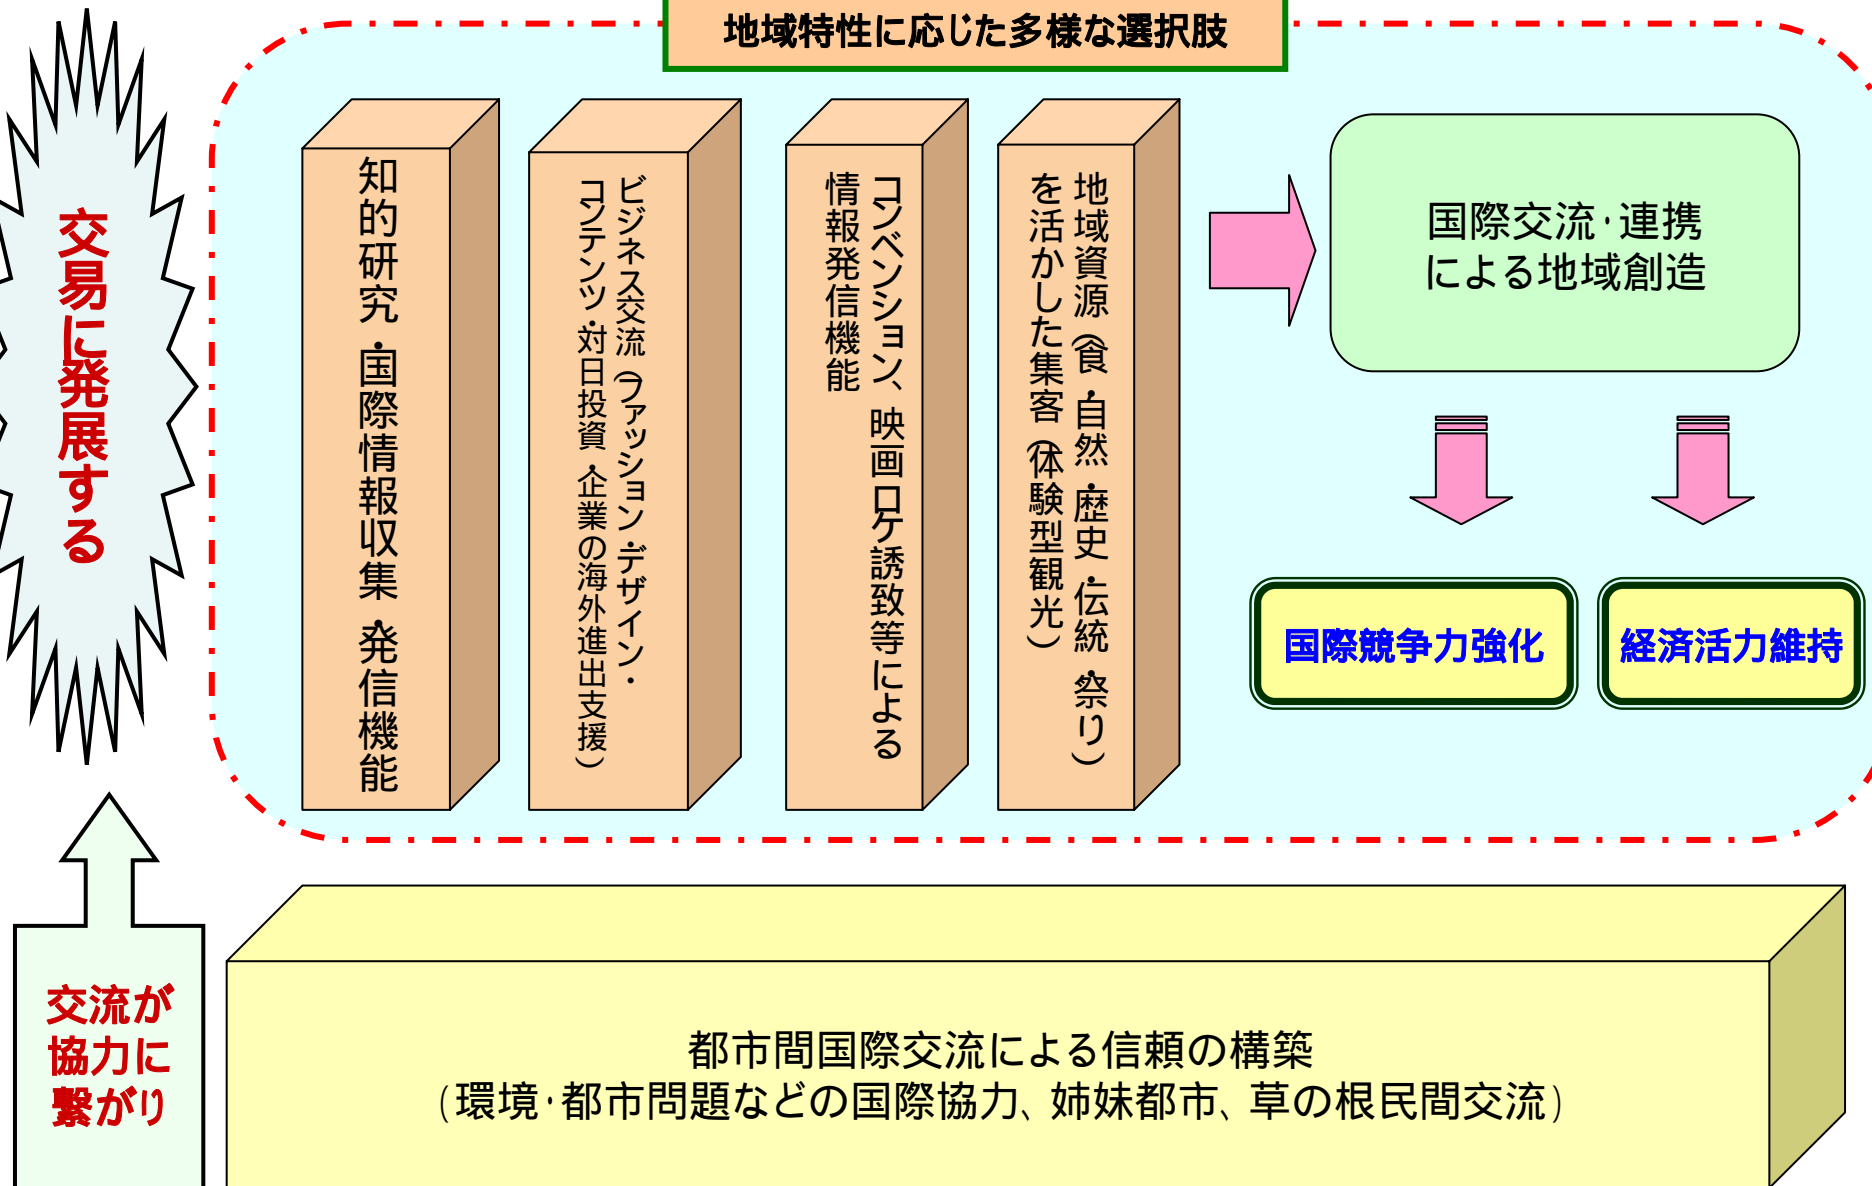 地域特性に応じた多様な選択肢
交易に発展する
知的研究・国際情報収集・発信機能
ビジネス交流（ファッション・デザイン・
コンテンツ・対日投資・企業の海外進出支援）
コンベンション、映画ロケ誘致等による
情報発信機能
地域資源（食・自然・歴史・伝統・祭り）
を活かした集客（体験型観光）
国際交流・連携
による地域創造
国際競争力強化
経済活力維持
交流が
協力に
繋がり
都市間国際交流による信頼の構築
（環境・都市問題などの国際協力、姉妹都市、草の根民間交流）